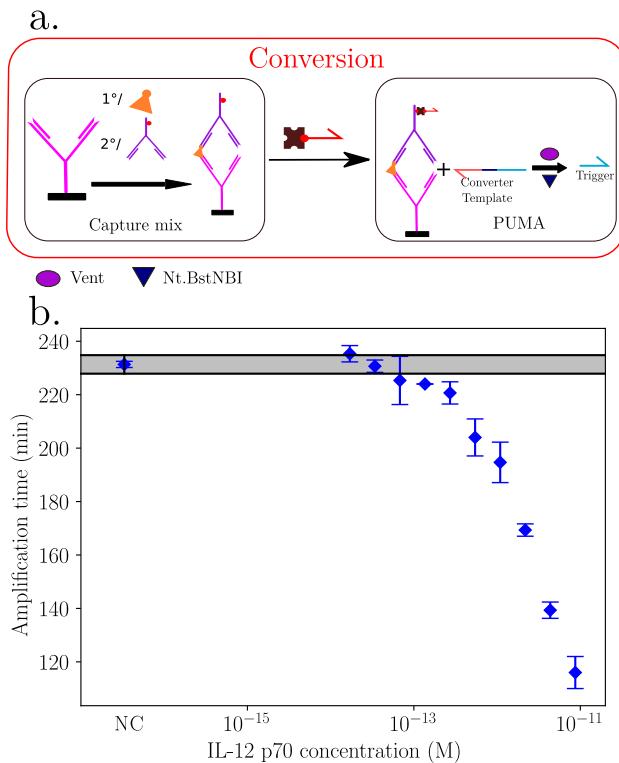 a.
Conversion
1°/
2°/
Capture mix
+
Converter
Template
Trigger
PUMA
Vent
Nt.BstNBI
b.
Amplification time (min)
240
220
200
180
160
140
120
NC
10⁻¹⁵
10⁻¹³
10⁻¹¹
IL-12 p70 concentration (M)